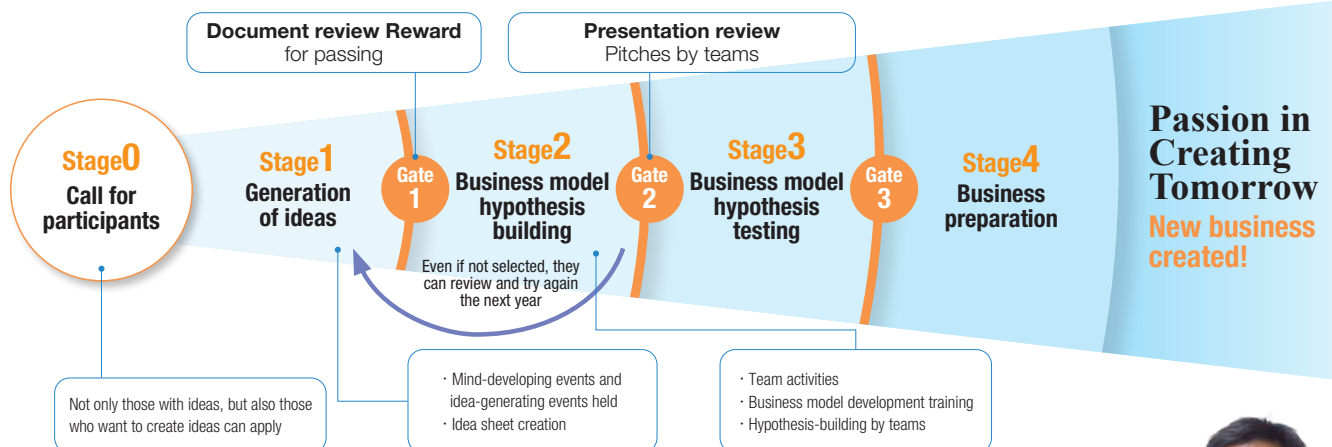 Document review Reward
for passing
Presentation review
Pitches by teams
Stage0
Call for
participants
Stage1
Generation
of ideas
Gate
1
Stage2
Business model
hypothesis
building
Gate
2
Stage3
Business model
hypothesis
testing
Gate
3
Stage4
Business
preparation
Passion in
Creating
Tomorrow
New business
created!
Even if not selected, they
can review and try again
the next year
Not only those with ideas, but also those
who want to create ideas can apply
・Mind-developing events and
idea-generating events held
・Idea sheet creation
・Team activities
・Business model development training
・Hypothesis-building by teams